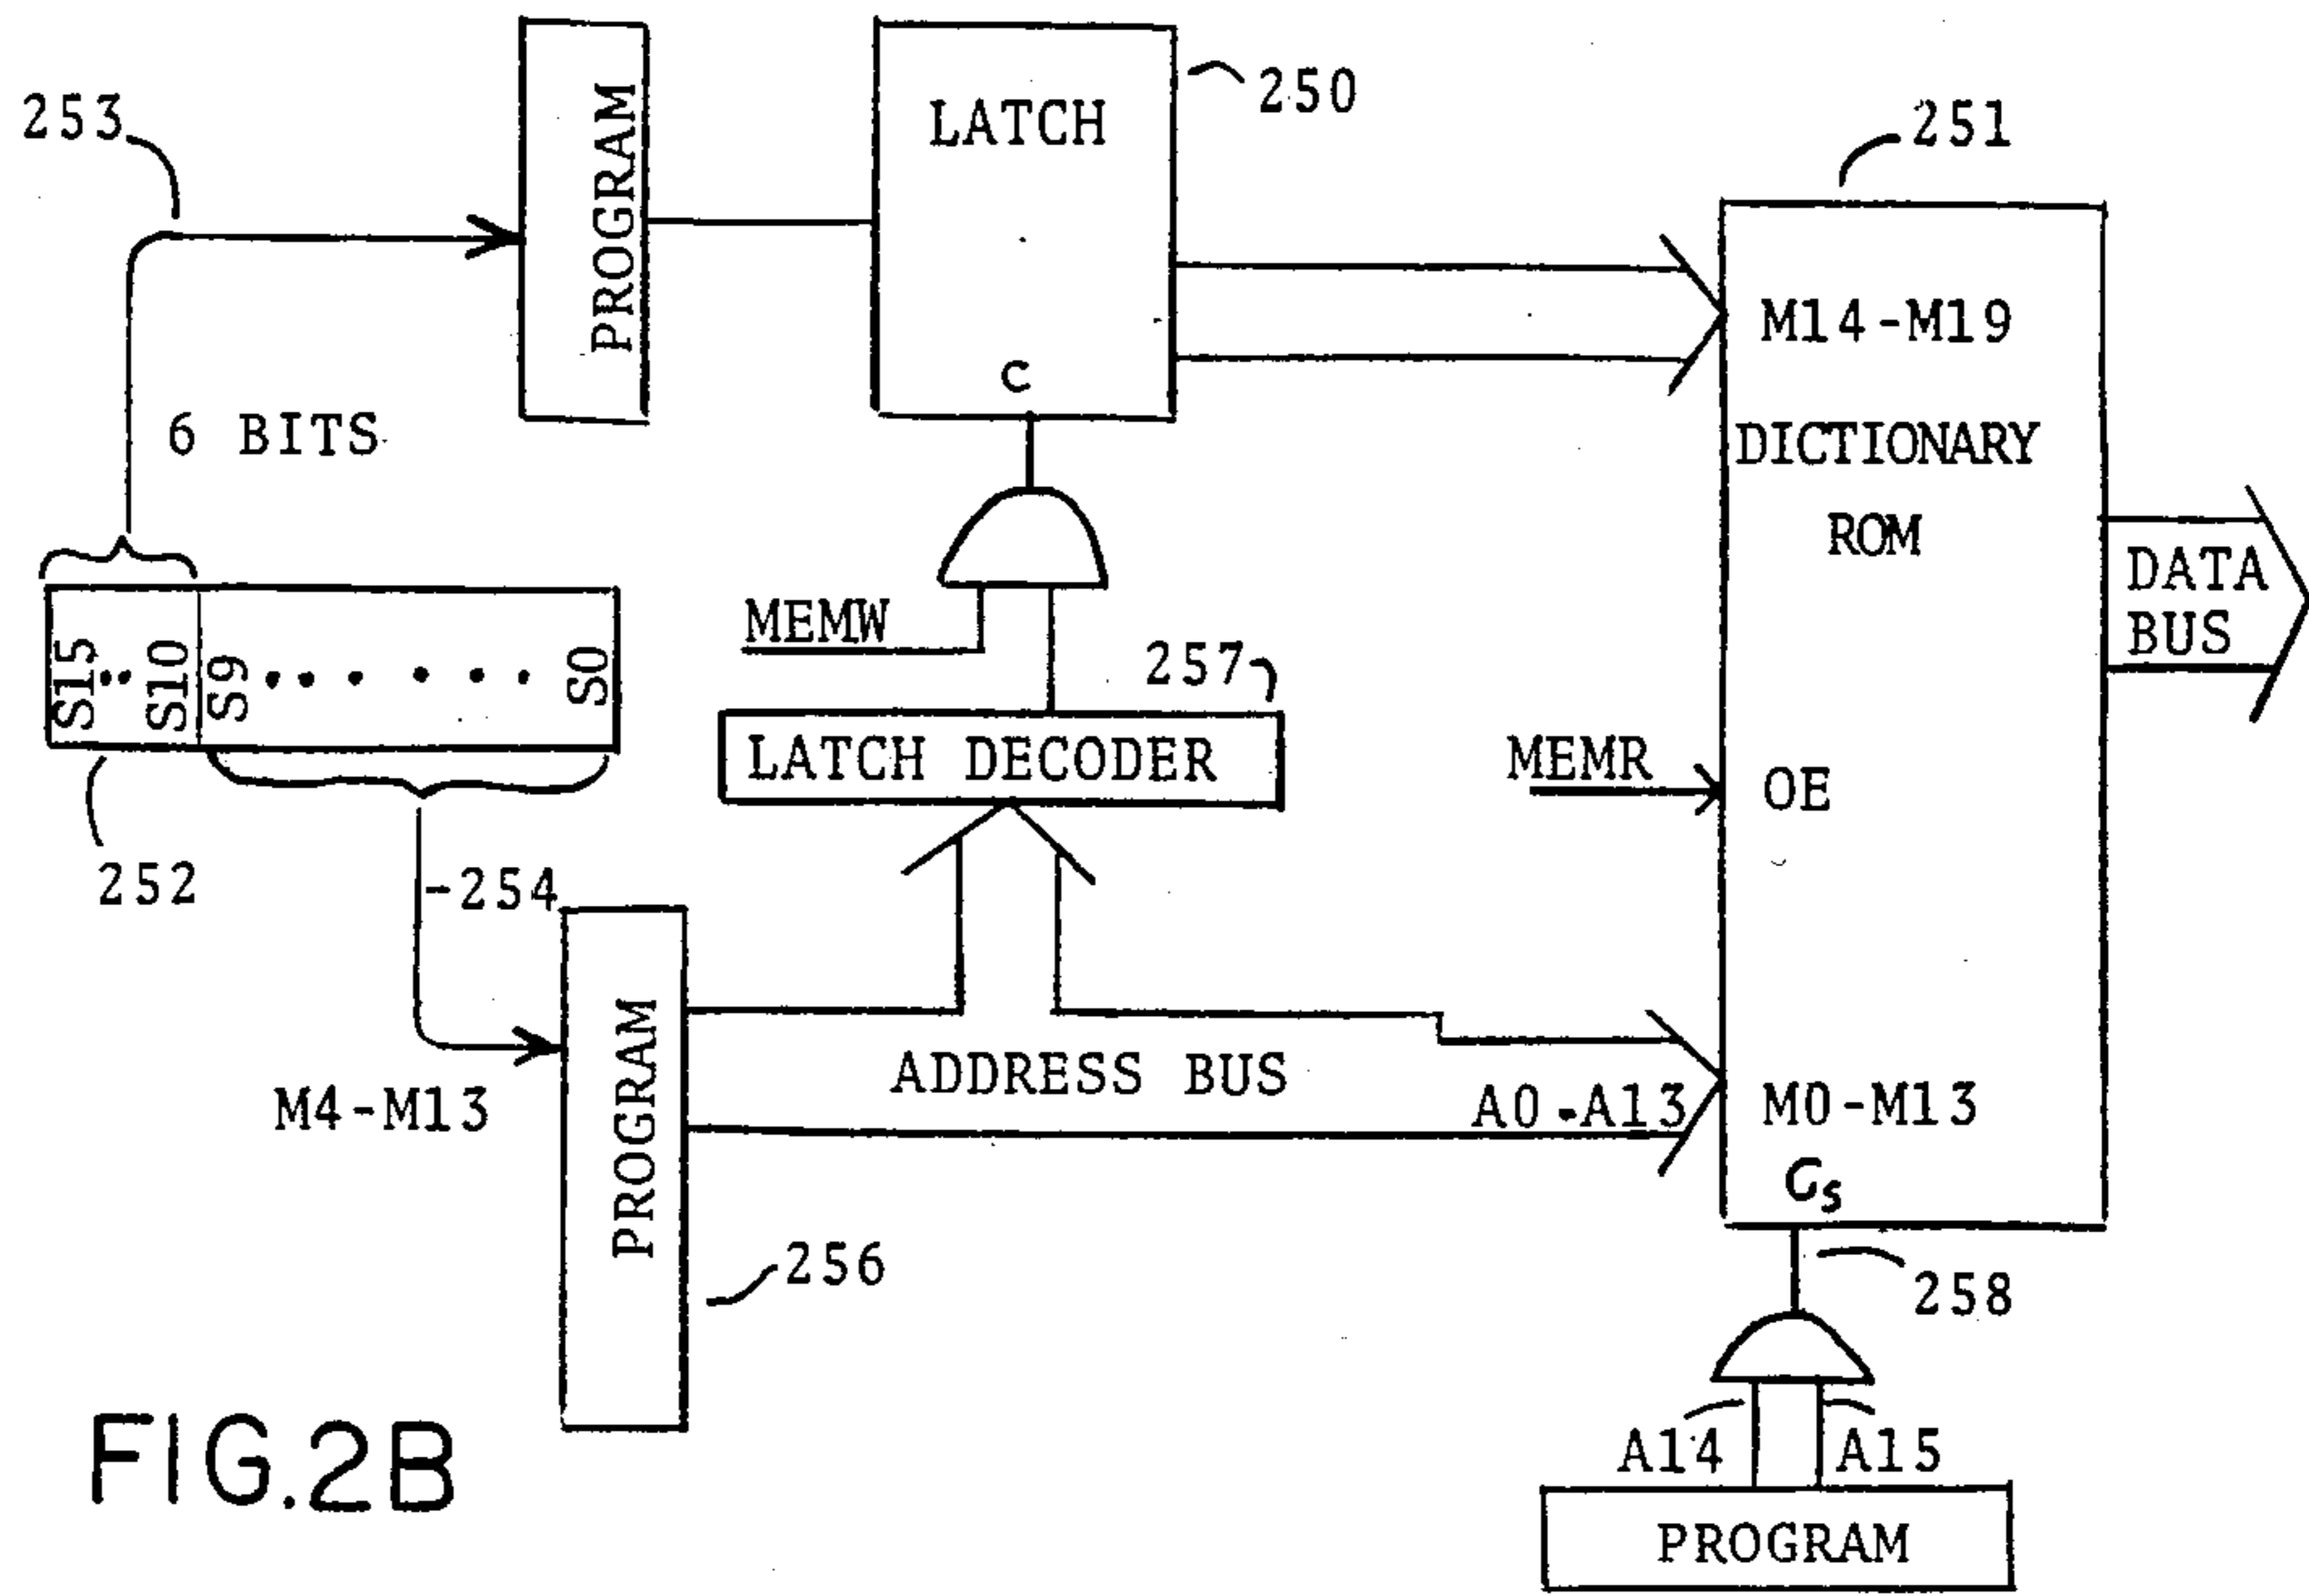 253
PROGRAM
LATCH
C
250
251
6 BITS
M14-M19
DICTIONARY
ROM
DATA
BUS
S15 .. S10 S9 ...... S0
252
254
MEMW
257
LATCH DECODER
MEMR
OE
M4-M13
PROGRAM
256
ADDRESS BUS
A0-A13
M0-M13
Cs
258
A14
A15
PROGRAM
FIG.2B